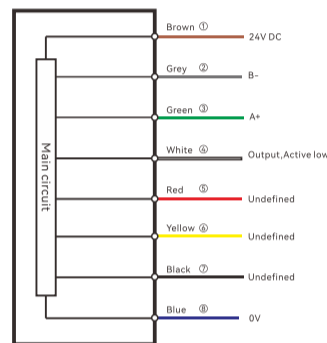 Brown ① 24V DC
Grey ② B-
Green ③ A+
White ④ Output,Active low
Main circuit
Red ⑤ Undefined
Yellow ⑥ Undefined
Black ⑦ Undefined
Blue ⑧ 0V